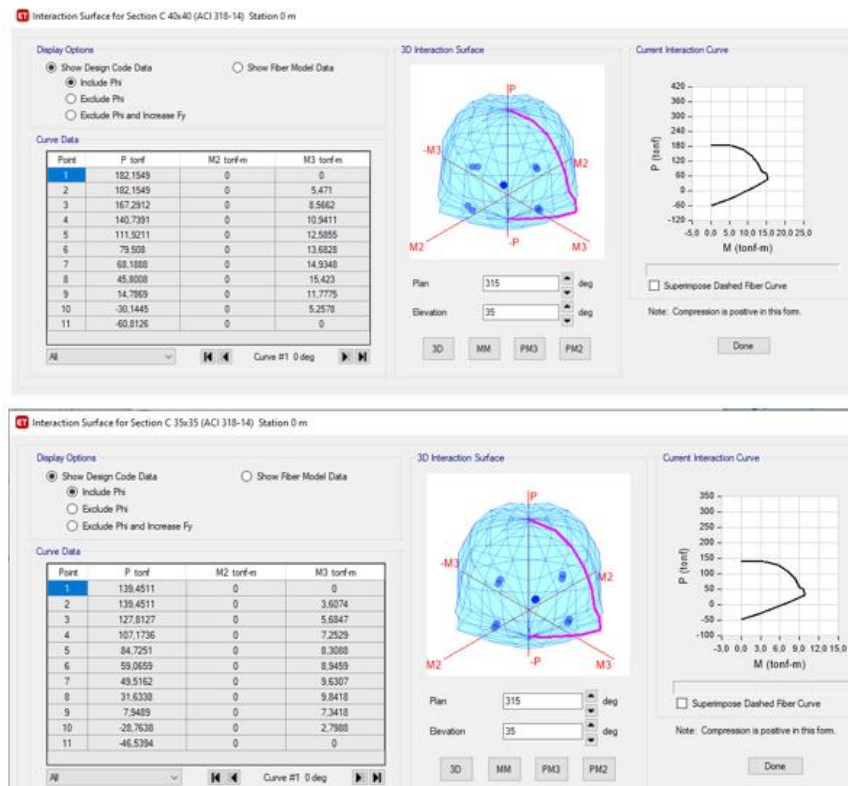 Interaction Surface for Section C 40x40 (ACI 318-14) Station 0 m
Display Options
Show Design Code Data Show Fiber Model Data
Include Phi
Exclude Phi
Exclude Phi and Increase Fy
Curve Data
Point P tonf M2 tonf-m M3 tonf-m
1 182,1549 0 0
2 182,1549 0 5,471
3 167,2912 0 8,5662
4 140,7391 0 10,9411
5 111,9211 0 12,5855
6 79,508 0 13,6828
7 68,1888 0 14,9348
8 45,8008 0 15,423
9 14,7869 0 11,7775
10 -30,1445 0 5,2578
11 -60,8126 0 0
All Curve #1 0 deg
3D Interaction Surface
P
-M3
M2
M2
-P
M3
Plan 315 deg
Elevation 35 deg
3D MM PM3 PM2
Current Interaction Curve
P (tonf)
420
360
300
240
180
120
60
0
-60
-120
-5,0 0,0 5,0 10,0 15,0 20,0 25,0
M (tonf-m)
Superimpose Dashed Fiber Curve
Note: Compression is positive in this form.
Done
Interaction Surface for Section C 35x35 (ACI 318-14) Station 0 m
Display Options
Show Design Code Data Show Fiber Model Data
Include Phi
Exclude Phi
Exclude Phi and Increase Fy
Curve Data
Point P tonf M2 tonf-m M3 tonf-m
1 139,4511 0 0
2 139,4511 0 3,6074
3 127,8127 0 5,6847
4 107,1736 0 7,2529
5 84,7251 0 8,3088
6 59,0659 0 8,9459
7 49,5162 0 9,6307
8 31,6338 0 9,8418
9 7,9489 0 7,3418
10 -28,7638 0 2,7988
11 -46,5394 0 0
All Curve #1 0 deg
3D Interaction Surface
P
-M3
M2
M2
-P
M3
Plan 315 deg
Elevation 35 deg
3D MM PM3 PM2
Current Interaction Curve
P (tonf)
350
300
250
200
150
100
50
0
-50
-100
-3,0 0,0 3,0 6,0 9,0 12,0 15,0
M (tonf-m)
Superimpose Dashed Fiber Curve
Note: Compression is positive in this form.
Done